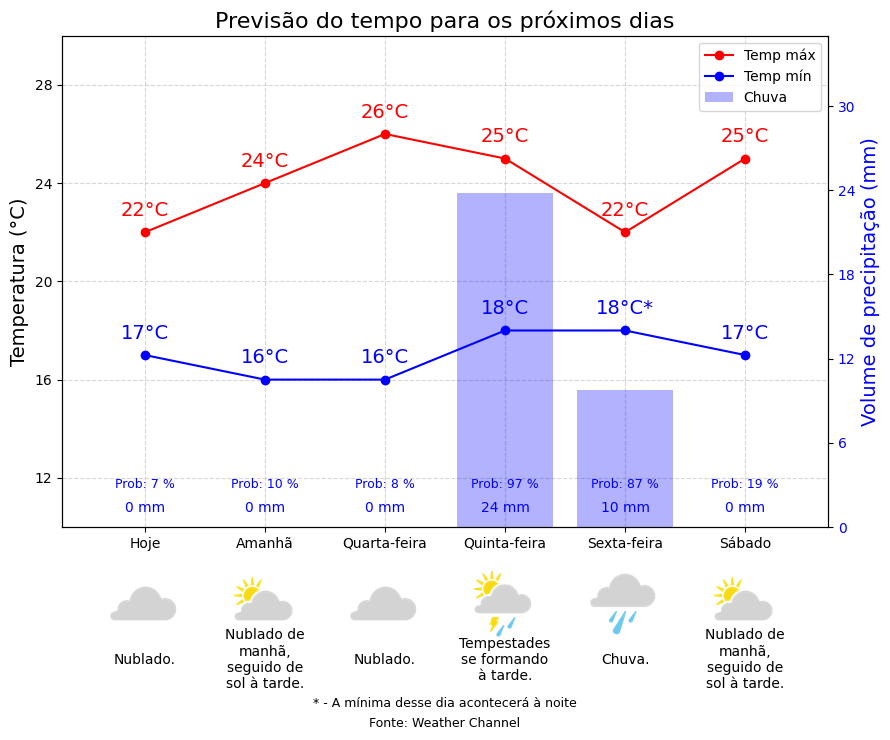 Previsão do tempo para os próximos dias
Temperatura (°C)
Volume de precipitação (mm)
Temp máx
Temp mín
Chuva
28
24
20
16
12
30
24
18
12
6
0
22°C
24°C
26°C
25°C
22°C
25°C
17°C
16°C
16°C
18°C
18°C*
17°C
Prob: 7 % Prob: 10 % Prob: 8 % Prob: 97 % Prob: 87 % Prob: 19 %
0 mm 0 mm 0 mm 24 mm 10 mm 0 mm
Hoje Amanhã Quarta-feira Quinta-feira Sexta-feira Sábado
Nublado.
Nublado de
manhã,
seguido de
sol à tarde.
Nublado.
Tempestades
se formando
à tarde.
Chuva.
Nublado de
manhã,
seguido de
sol à tarde.
* - A mínima desse dia acontecerá à noite
Fonte: Weather Channel